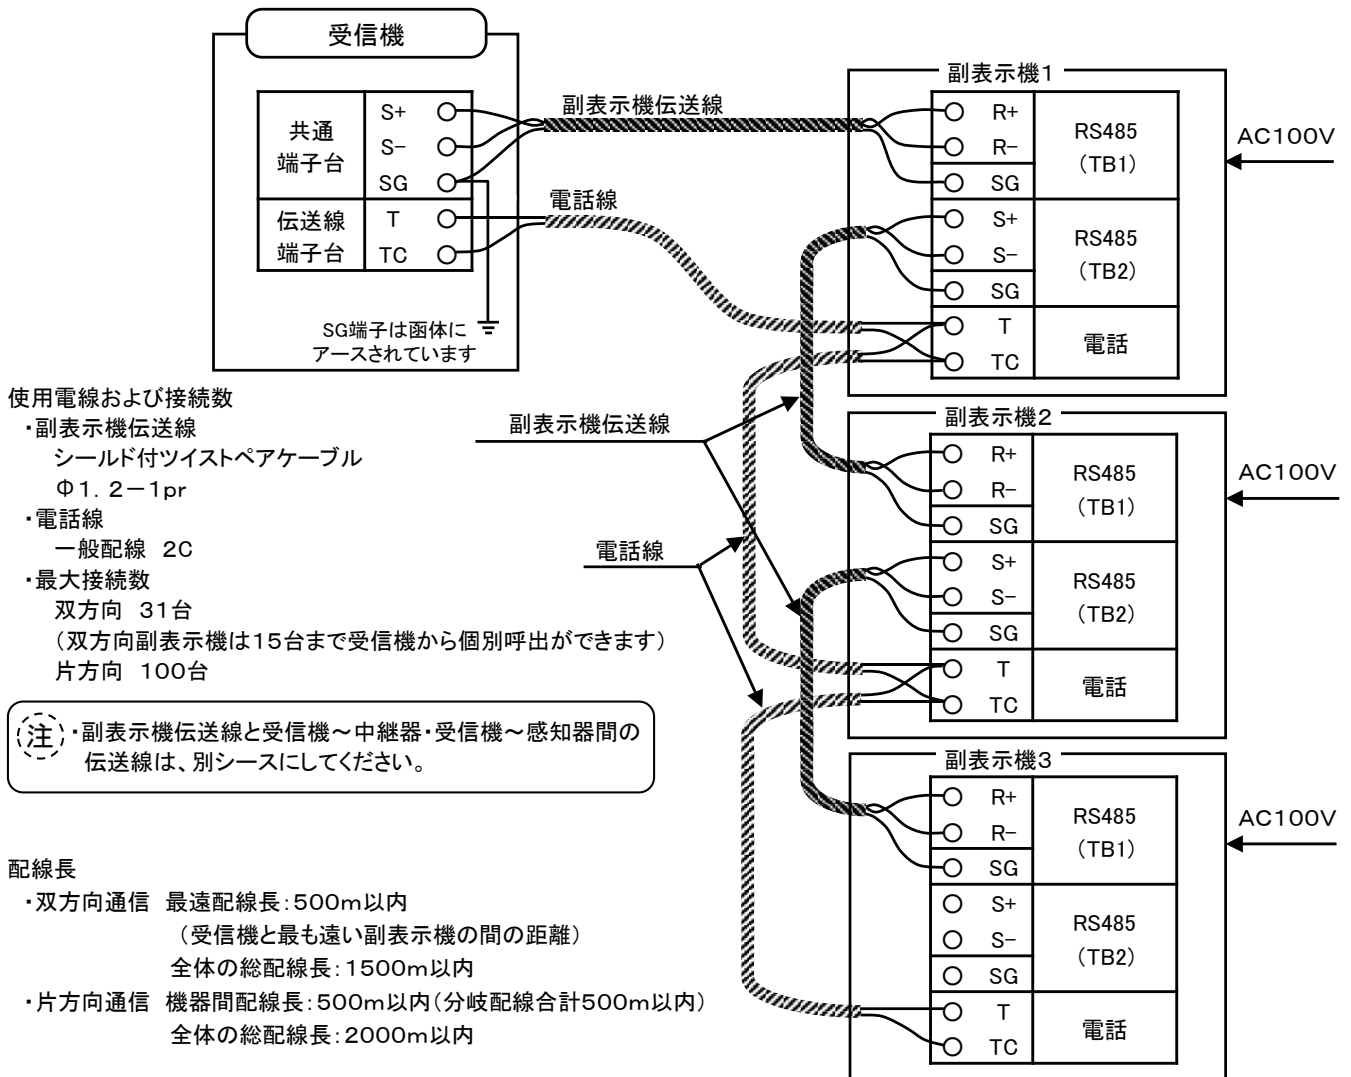 受信機
共通
端子台
S+
S−
SG
伝送線
端子台
T
TC
SG端子は函体に
アースされています
副表示機伝送線
電話線
副表示機1
R+
R−
SG
RS485
(TB1)
S+
S−
SG
RS485
(TB2)
T
TC
電話
AC100V
使用電線および接続数
・副表示機伝送線
シールド付ツイストペアケーブル
Φ1.2−1pr
・電話線
一般配線 2C
・最大接続数
双方向 31台
(双方向副表示機は15台まで受信機から個別呼出ができます)
片方向 100台
副表示機伝送線
電話線
副表示機2
R+
R−
SG
RS485
(TB1)
S+
S−
SG
RS485
(TB2)
T
TC
電話
AC100V
注 ・副表示機伝送線と受信機~中継器・受信機~感知器間の
伝送線は、別シースにしてください。
副表示機3
R+
R−
SG
RS485
(TB1)
S+
S−
SG
RS485
(TB2)
T
TC
電話
AC100V
配線長
・双方向通信 最遠配線長:500m以内
(受信機と最も遠い副表示機の間の距離)
全体の総配線長:1500m以内
・片方向通信 機器間配線長:500m以内(分岐配線合計500m以内)
全体の総配線長:2000m以内